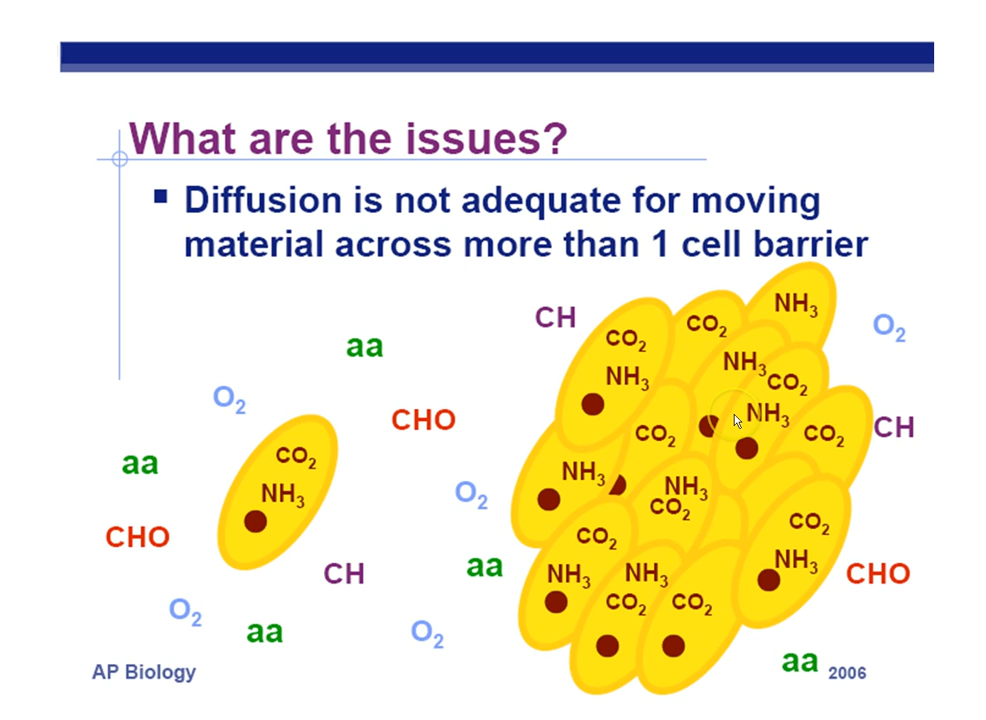 What are the issues?
Diffusion is not adequate for moving
material across more than 1 cell barrier
NH₃
CH
CO₂
O₂
CO₂
aa
NH₃
NH₃
CO₂
O₂
CHO
NH₃
CH
CO₂
CO₂
aa
CO₂
NH₃
NH₃
O₂
NH₃
CO₂
CO₂
CHO
CO₂
NH₃
aa
CH
NH₃
NH₃
CHO
O₂
CO₂
CO₂
aa
O₂
aa
AP Biology
2006